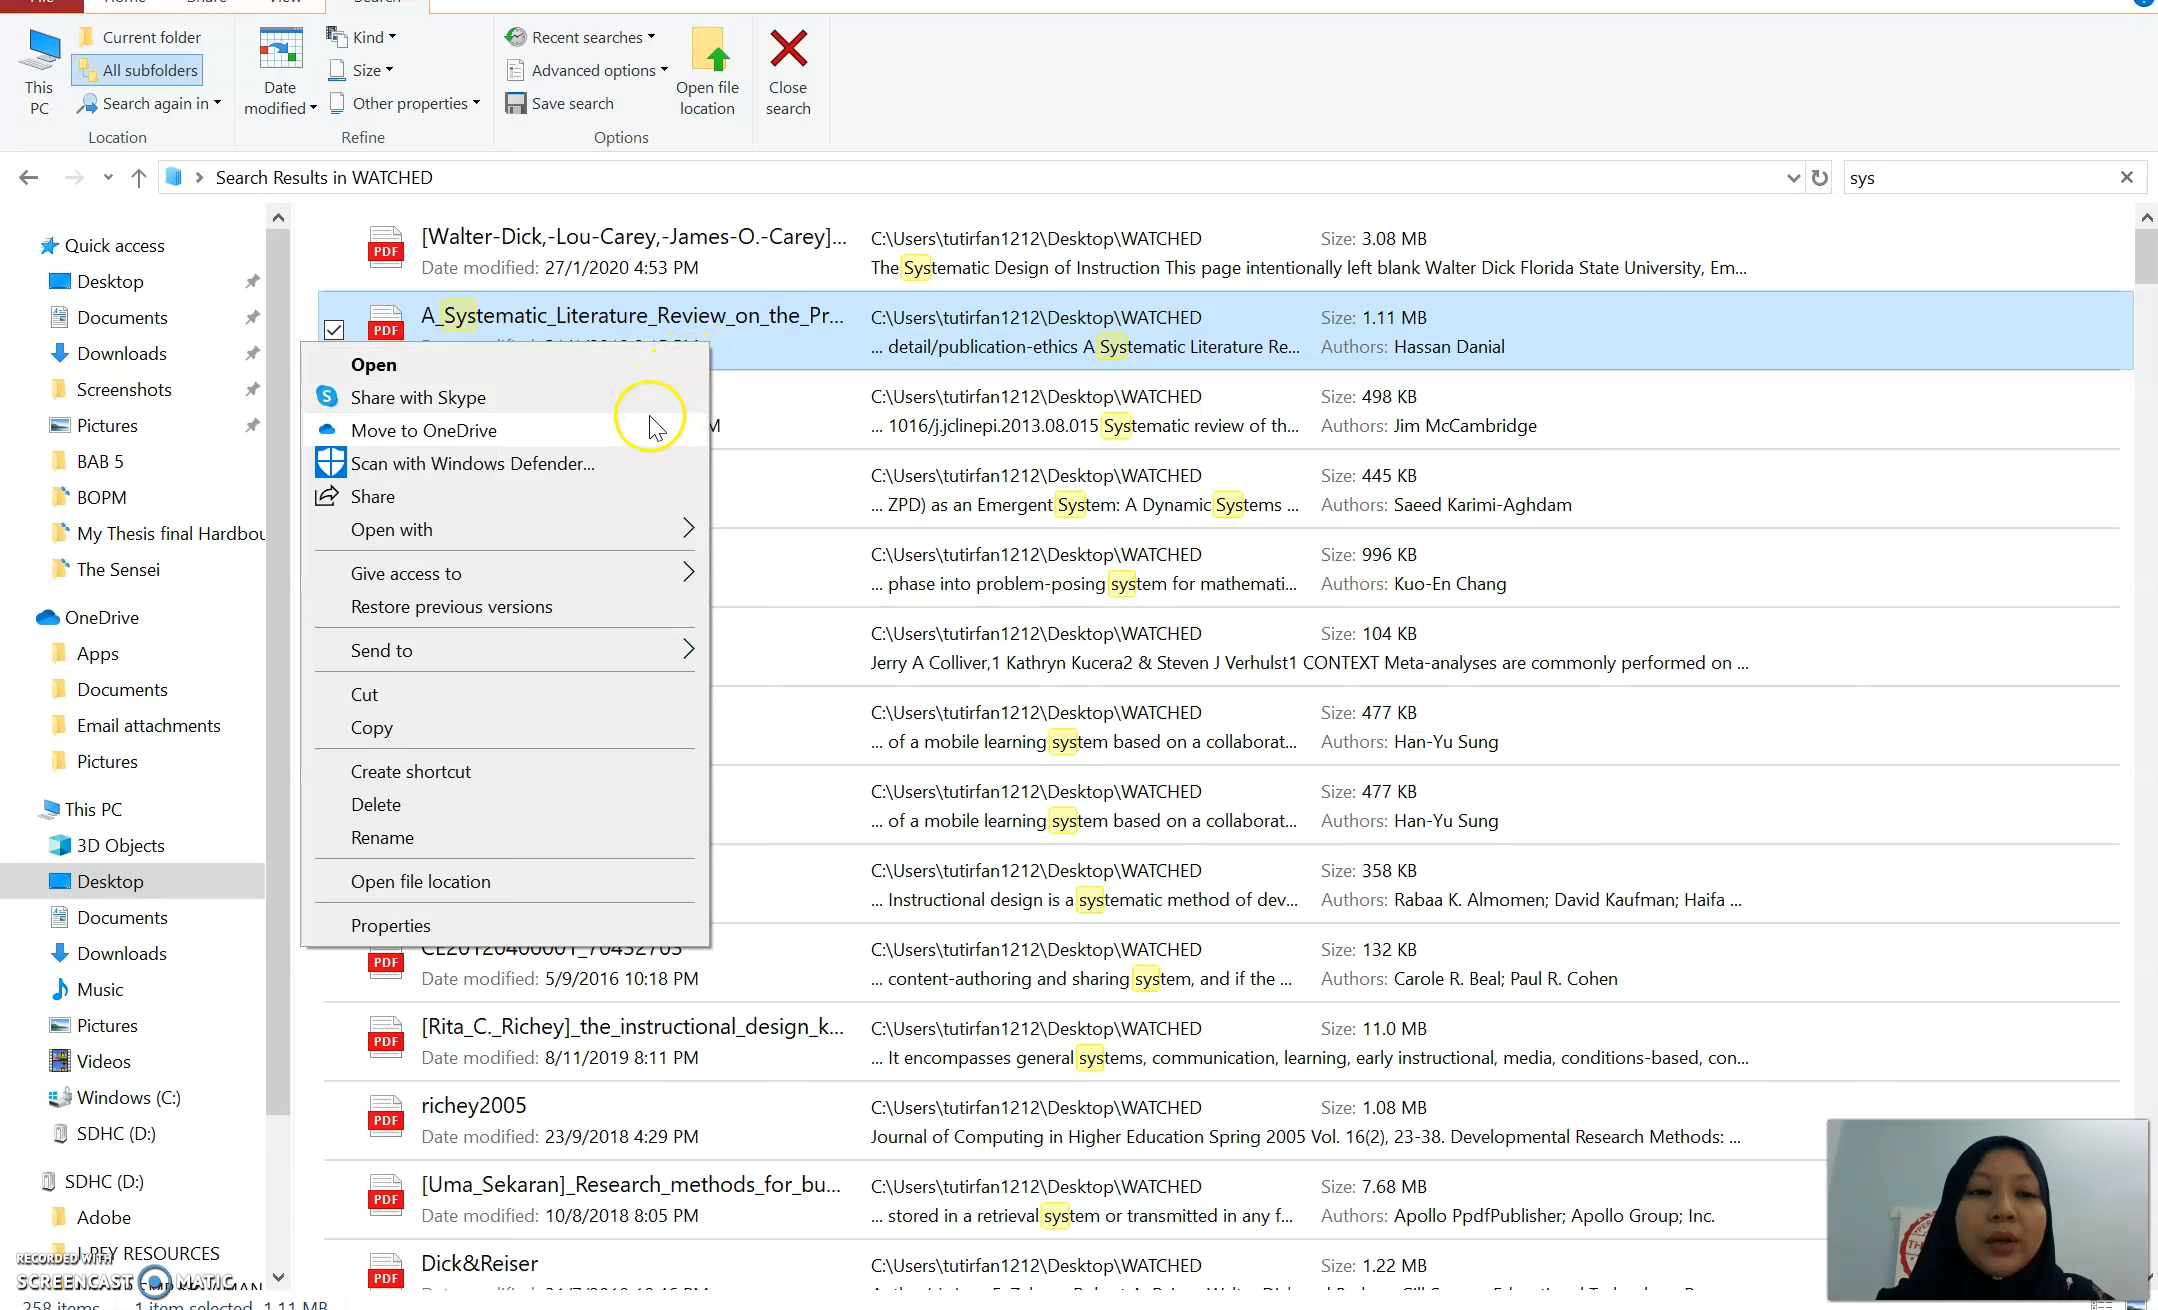 File Home Share View Search
Current folder
All subfolders
Search again in
This PC
Location
Date modified
Kind
Size
Other properties
Refine
Recent searches
Advanced options
Save search
Open file location
Options
Close search
Search Results in WATCHED
sys
Quick access
Desktop
Documents
Downloads
Screenshots
Pictures
BAB 5
BOPM
My Thesis final Hardbou
The Sensei
OneDrive
Apps
Documents
Email attachments
Pictures
This PC
3D Objects
Desktop
Documents
Downloads
Music
Pictures
Videos
Windows (C:)
SDHC (D:)
SDHC (D:)
Adobe
RESOURCES
RECORDED WITH
SCREENCAST MATIC
258 items 1 item selected 1.11 MB
PDF [Walter-Dick,-Lou-Carey,-James-O.-Carey]... C:\Users\tutirfan1212\Desktop\WATCHED Size: 3.08 MB
Date modified: 27/1/2020 4:53 PM The Systematic Design of Instruction This page intentionally left blank Walter Dick Florida State University, Em...
PDF A_Systematic_Literature_Review_on_the_Pr... C:\Users\tutirfan1212\Desktop\WATCHED Size: 1.11 MB
... detail/publication-ethics A Systematic Literature Re... Authors: Hassan Danial
C:\Users\tutirfan1212\Desktop\WATCHED Size: 498 KB
M ... 1016/j.jclinepi.2013.08.015 Systematic review of th... Authors: Jim McCambridge
C:\Users\tutirfan1212\Desktop\WATCHED Size: 445 KB
... ZPD) as an Emergent System: A Dynamic Systems ... Authors: Saeed Karimi-Aghdam
C:\Users\tutirfan1212\Desktop\WATCHED Size: 996 KB
... phase into problem-posing system for mathemati... Authors: Kuo-En Chang
C:\Users\tutirfan1212\Desktop\WATCHED Size: 104 KB
Jerry A Colliver,1 Kathryn Kucera2 & Steven J Verhulst1 CONTEXT Meta-analyses are commonly performed on ...
C:\Users\tutirfan1212\Desktop\WATCHED Size: 477 KB
... of a mobile learning system based on a collaborat... Authors: Han-Yu Sung
C:\Users\tutirfan1212\Desktop\WATCHED Size: 477 KB
... of a mobile learning system based on a collaborat... Authors: Han-Yu Sung
C:\Users\tutirfan1212\Desktop\WATCHED Size: 358 KB
... Instructional design is a systematic method of dev... Authors: Rabaa K. Almomen; David Kaufman; Haifa ...
PDF CE20120400001_70432703 C:\Users\tutirfan1212\Desktop\WATCHED Size: 132 KB
Date modified: 5/9/2016 10:18 PM ... content-authoring and sharing system, and if the ... Authors: Carole R. Beal; Paul R. Cohen
PDF [Rita_C._Richey]_the_instructional_design_k... C:\Users\tutirfan1212\Desktop\WATCHED Size: 11.0 MB
Date modified: 8/11/2019 8:11 PM ... It encompasses general systems, communication, learning, early instructional, media, conditions-based, con...
PDF richey2005 C:\Users\tutirfan1212\Desktop\WATCHED Size: 1.08 MB
Date modified: 23/9/2018 4:29 PM Journal of Computing in Higher Education Spring 2005 Vol. 16(2), 23-38. Developmental Research Methods: ...
PDF [Uma_Sekaran]_Research_methods_for_bu... C:\Users\tutirfan1212\Desktop\WATCHED Size: 7.68 MB
Date modified: 10/8/2018 8:05 PM ... stored in a retrieval system or transmitted in any f... Authors: Apollo PpdfPublisher; Apollo Group; Inc.
PDF Dick&Reiser C:\Users\tutirfan1212\Desktop\WATCHED Size: 1.22 MB
Open
Share with Skype
Move to OneDrive
Scan with Windows Defender...
Share
Open with
Give access to
Restore previous versions
Send to
Cut
Copy
Create shortcut
Delete
Rename
Open file location
Properties